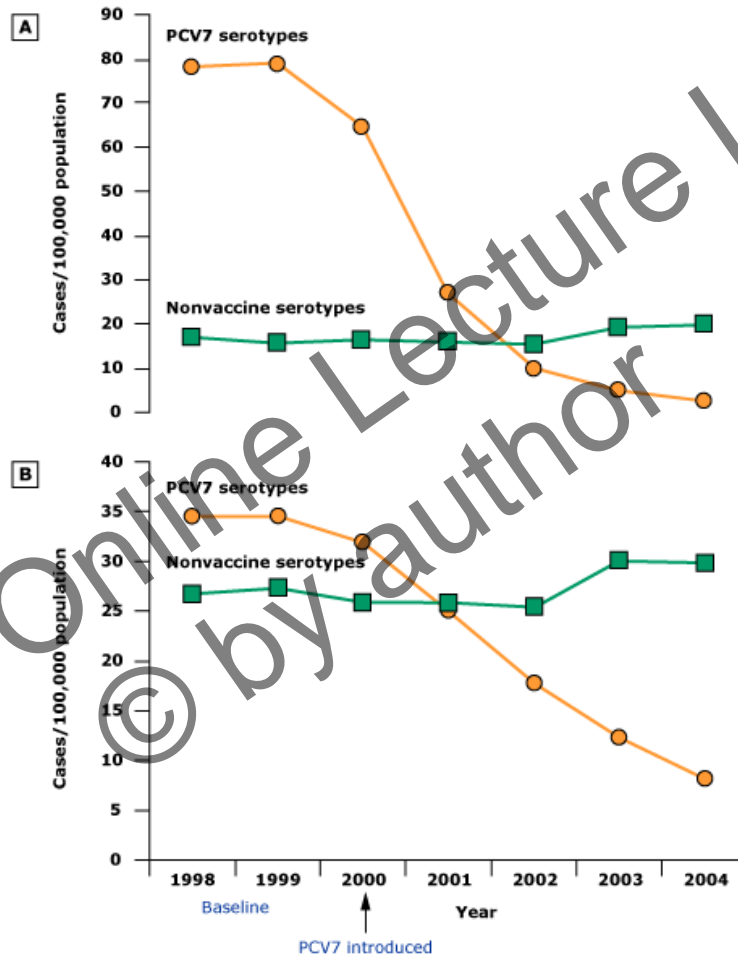 A
90
PCV7 serotypes
80
70
60
50
40
30
Nonvaccine serotypes
20
10
0
Cases/100,000 population
B
40
PCV7 serotypes
35
30
Nonvaccine serotypes
25
20
15
10
5
0
Cases/100,000 population
1998 1999 2000 2001 2002 2003 2004
Baseline
Year
PCV7 introduced
Online Lecture
© by author